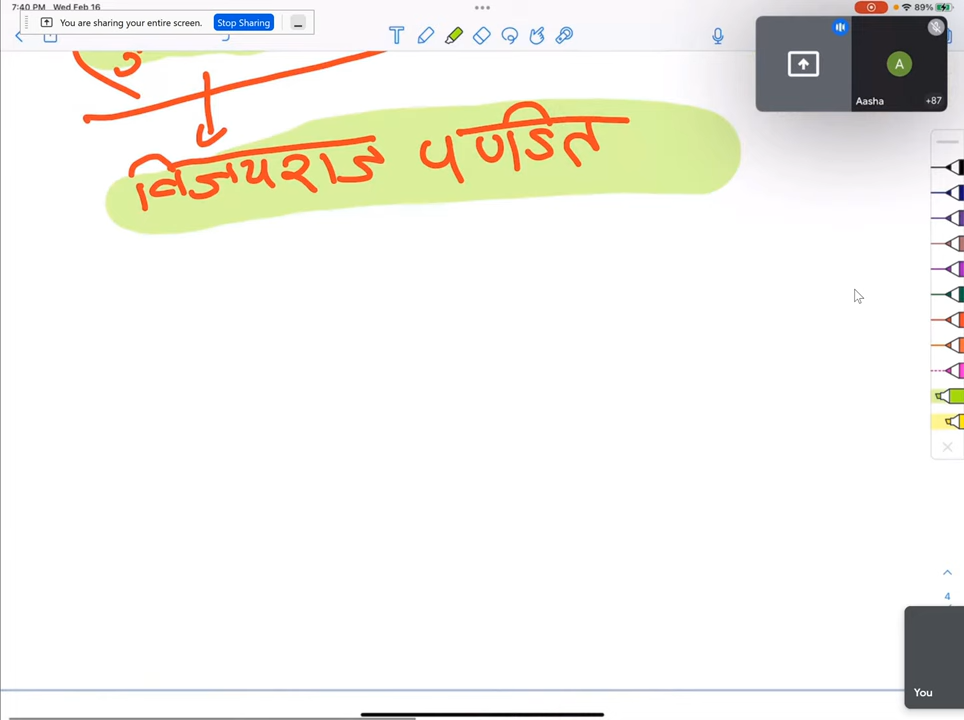 7:40 PM Wed Feb 16
89%
You are sharing your entire screen. Stop Sharing
T
A
Aasha +87
विजयराज पण्डित
4
You